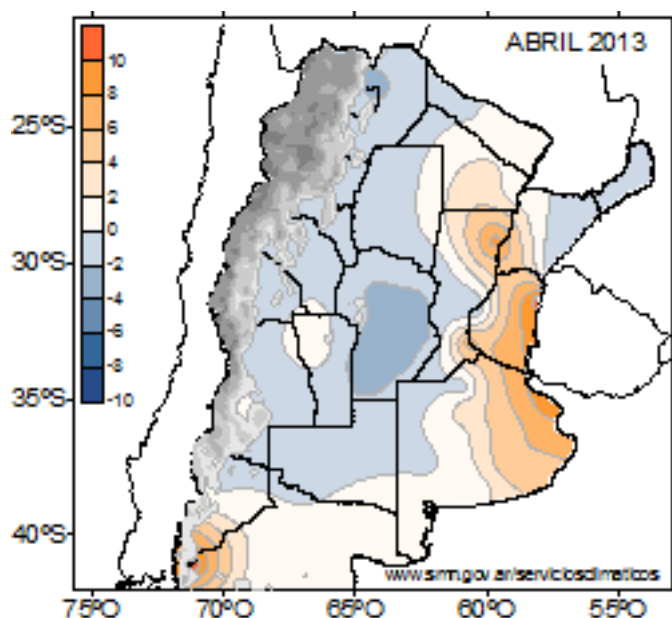 ABRIL 2013
10
8
6
4
2
0
-2
-4
-6
-8
-10
25ºS
30ºS
35ºS
40ºS
www.smn.gov.ar/serviciosclimaticos
75ºO 70ºO 65ºO 60ºO 55ºO